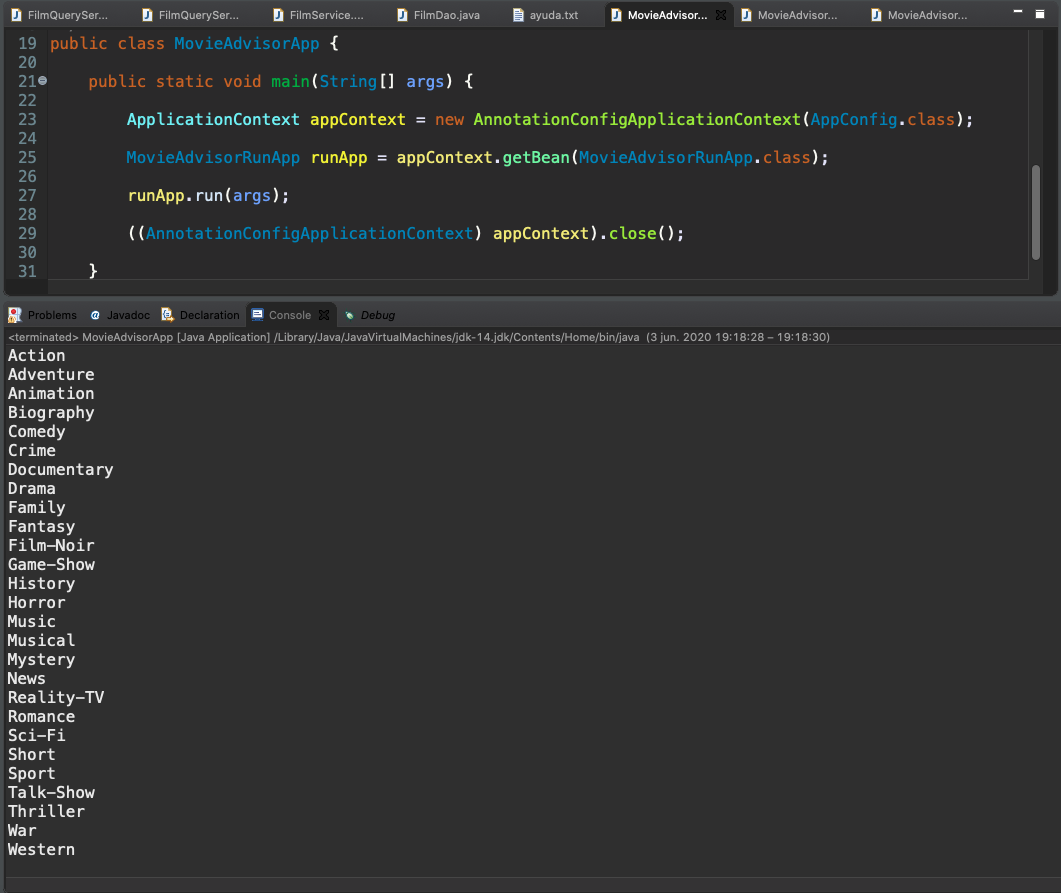 FilmQuerySer... FilmQuerySer... FilmService.... FilmDao.java ayuda.txt MovieAdvisor... MovieAdvisor... MovieAdvisor...
19 public class MovieAdvisorApp {
20
21 public static void main(String[] args) {
22
23 ApplicationContext appContext = new AnnotationConfigApplicationContext(AppConfig.class);
24
25 MovieAdvisorRunApp runApp = appContext.getBean(MovieAdvisorRunApp.class);
26
27 runApp.run(args);
28
29 ((AnnotationConfigApplicationContext) appContext).close();
30
31 }
Problems @ Javadoc Declaration Console Debug
<terminated> MovieAdvisorApp [Java Application] /Library/Java/JavaVirtualMachines/jdk-14.jdk/Contents/Home/bin/java (3 jun. 2020 19:18:28 – 19:18:30)
Action
Adventure
Animation
Biography
Comedy
Crime
Documentary
Drama
Family
Fantasy
Film-Noir
Game-Show
History
Horror
Music
Musical
Mystery
News
Reality-TV
Romance
Sci-Fi
Short
Sport
Talk-Show
Thriller
War
Western